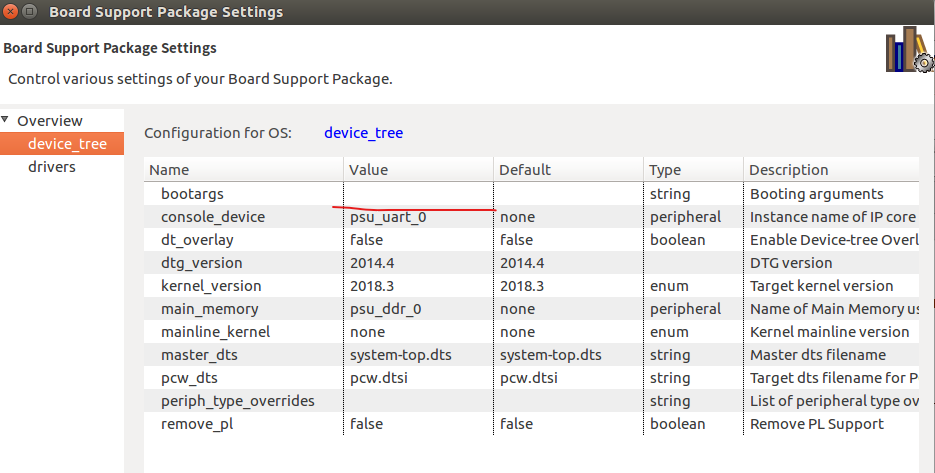 Board Support Package Settings
Board Support Package Settings
Control various settings of your Board Support Package.
Overview
device_tree
drivers
Configuration for OS: device_tree
Name Value Default Type Description
bootargs string Booting arguments
console_device psu_uart_0 none peripheral Instance name of IP core
dt_overlay false false boolean Enable Device-tree Overl
dtg_version 2014.4 2014.4 DTG version
kernel_version 2018.3 2018.3 enum Target kernel version
main_memory psu_ddr_0 none peripheral Name of Main Memory us
mainline_kernel none none enum Kernel mainline version
master_dts system-top.dts system-top.dts string Master dts filename
pcw_dts pcw.dtsi pcw.dtsi string Target dts filename for P
periph_type_overrides string List of peripheral type ov
remove_pl false false boolean Remove PL Support